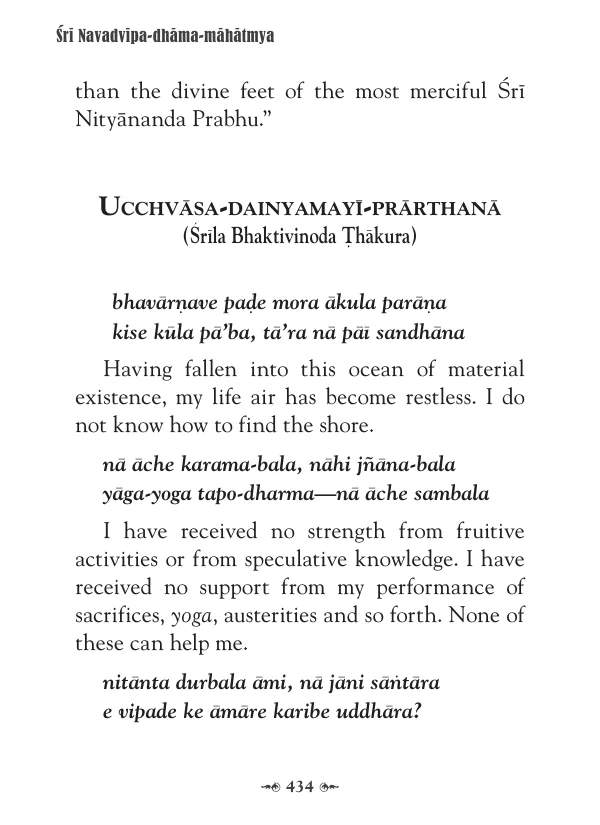 Śrī Navadvīpa-dhāma-māhātmya
than the divine feet of the most merciful Śrī
Nityānanda Prabhu.”
Ucchvāsa-dainyamayī-prārthanā
(Śrīla Bhaktivinoda Ṭhākura)
bhavārṇave paḍe mora ākula parāṇa
kise kūla pā’ba, tā’ra nā pāī sandhāna
Having fallen into this ocean of material
existence, my life air has become restless. I do
not know how to find the shore.
nā āche karama-bala, nāhi jñāna-bala
yāga-yoga tapo-dharma—nā āche sambala
I have received no strength from fruitive
activities or from speculative knowledge. I have
received no support from my performance of
sacrifices, yoga, austerities and so forth. None of
these can help me.
nitānta durbala āmi, nā jāni sāṅtāra
e vipade ke āmāre karibe uddhāra?
434